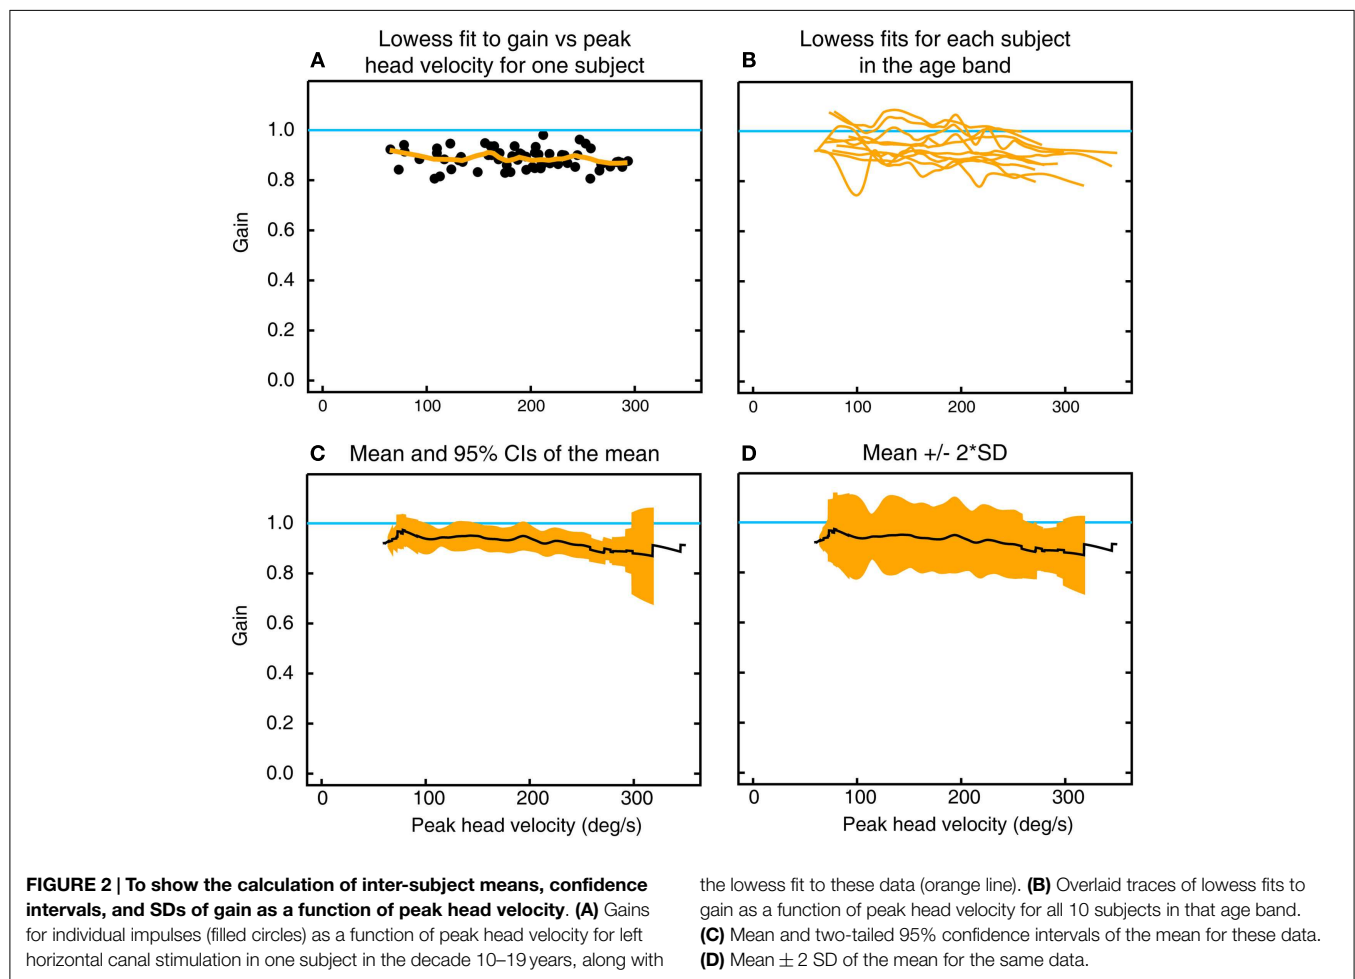 Lowess fit to gain vs peak
head velocity for one subject
A
1.0
0.8
0.6
0.4
0.2
0.0
Gain
0 100 200 300
Lowess fits for each subject
in the age band
B
0 100 200 300
C Mean and 95% CIs of the mean
1.0
0.8
0.6
0.4
0.2
0.0
Gain
0 100 200 300
Peak head velocity (deg/s)
D Mean +/- 2*SD
0 100 200 300
Peak head velocity (deg/s)
FIGURE 2 | To show the calculation of inter-subject means, confidence
intervals, and SDs of gain as a function of peak head velocity. (A) Gains
for individual impulses (filled circles) as a function of peak head velocity for left
horizontal canal stimulation in one subject in the decade 10–19 years, along with
the lowess fit to these data (orange line). (B) Overlaid traces of lowess fits to
gain as a function of peak head velocity for all 10 subjects in that age band.
(C) Mean and two-tailed 95% confidence intervals of the mean for these data.
(D) Mean ± 2 SD of the mean for the same data.